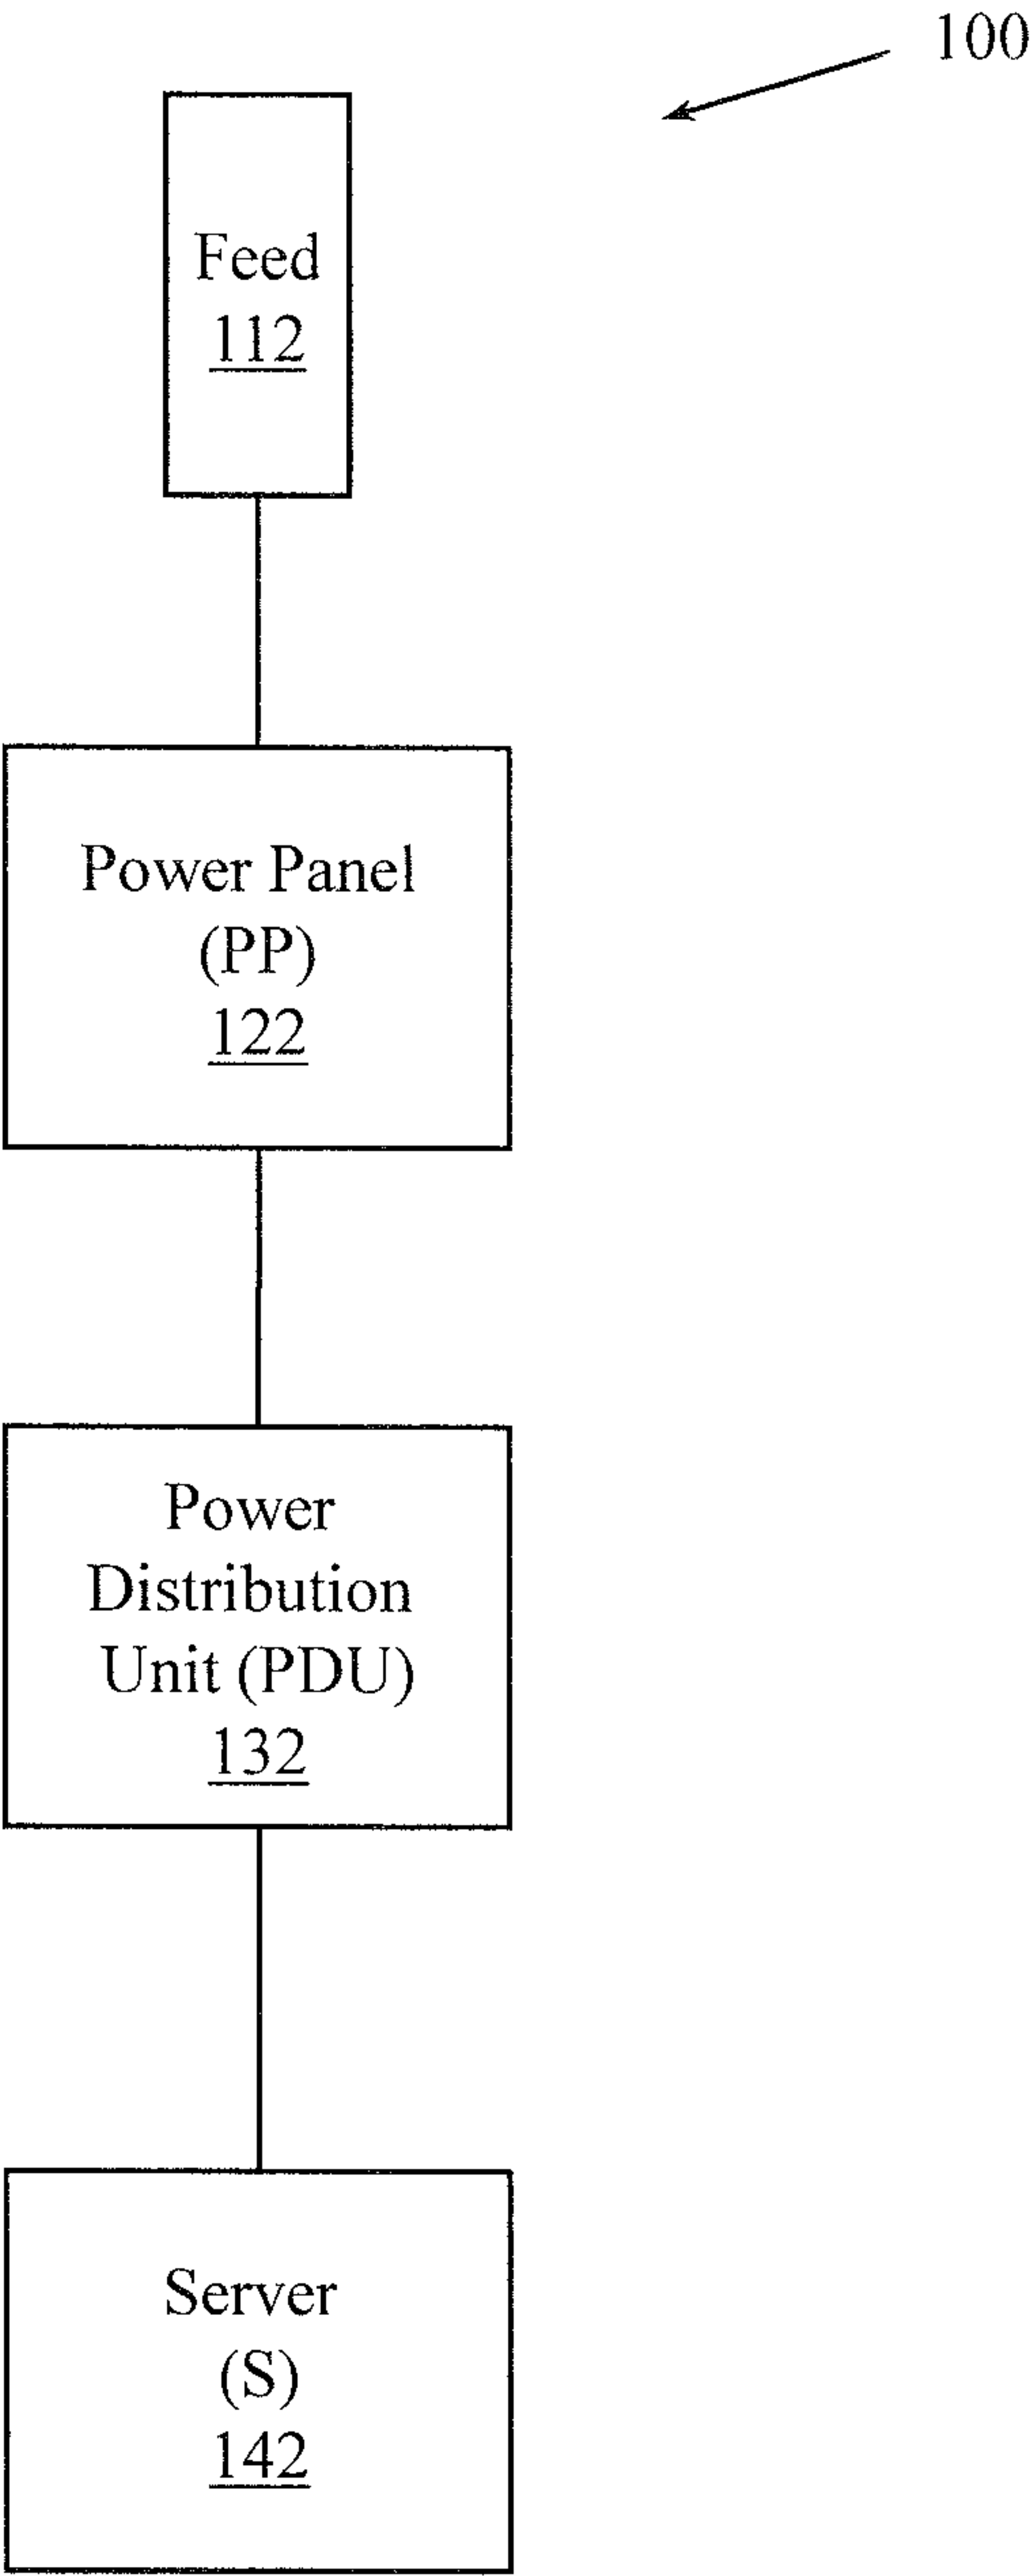 100
Feed
112
Power Panel
(PP)
122
Power
Distribution
Unit (PDU)
132
Server
(S)
142